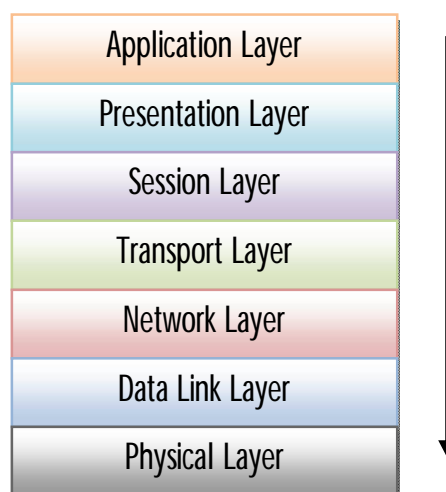 Application Layer
Presentation Layer
Session Layer
Transport Layer
Network Layer
Data Link Layer
Physical Layer